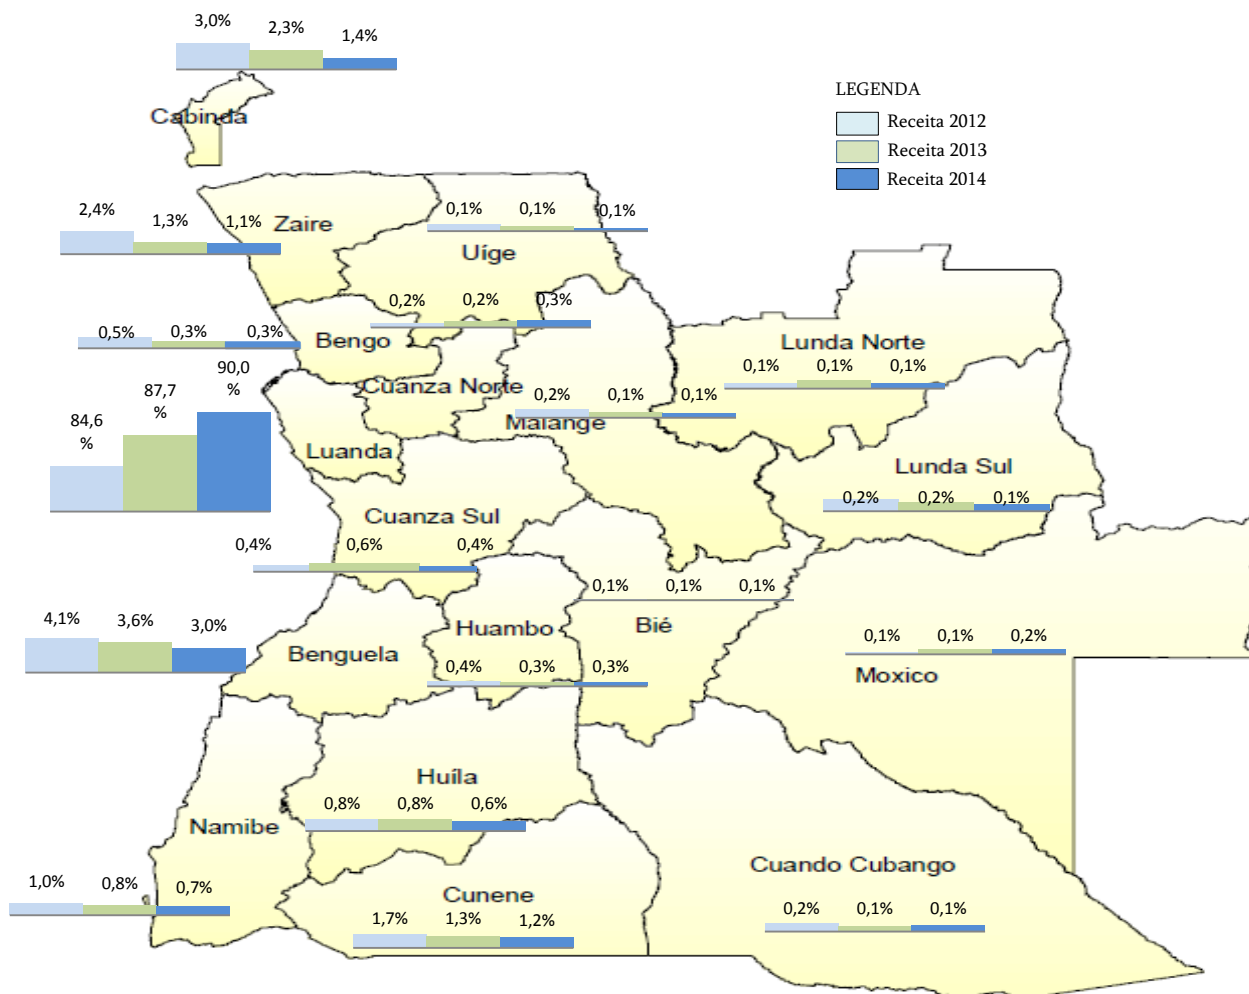 3,0%
2,3%
1,4%
Cabinda
LEGENDA
Receita 2012
Receita 2013
Receita 2014
2,4%
1,3%
1,1%
Zaire
0,1%
0,1%
0,1%
Uíge
0,2%
0,2%
0,3%
0,5%
0,3%
0,3%
Bengo
Lunda Norte
0,1%
0,1%
0,1%
Cuanza Norte
84,6
%
87,7
%
90,0
%
0,2%
0,1%
0,1%
Malange
Luanda
Lunda Sul
0,2%
0,2%
0,1%
Cuanza Sul
0,4%
0,6%
0,4%
0,1%
0,1%
0,1%
Bié
4,1%
3,6%
3,0%
Benguela
Huambo
0,4%
0,3%
0,3%
0,1%
0,1%
0,2%
Moxico
Huíla
0,8%
0,8%
0,6%
Namibe
1,0%
0,8%
0,7%
Cunene
1,7%
1,3%
1,2%
Cuando Cubango
0,2%
0,1%
0,1%